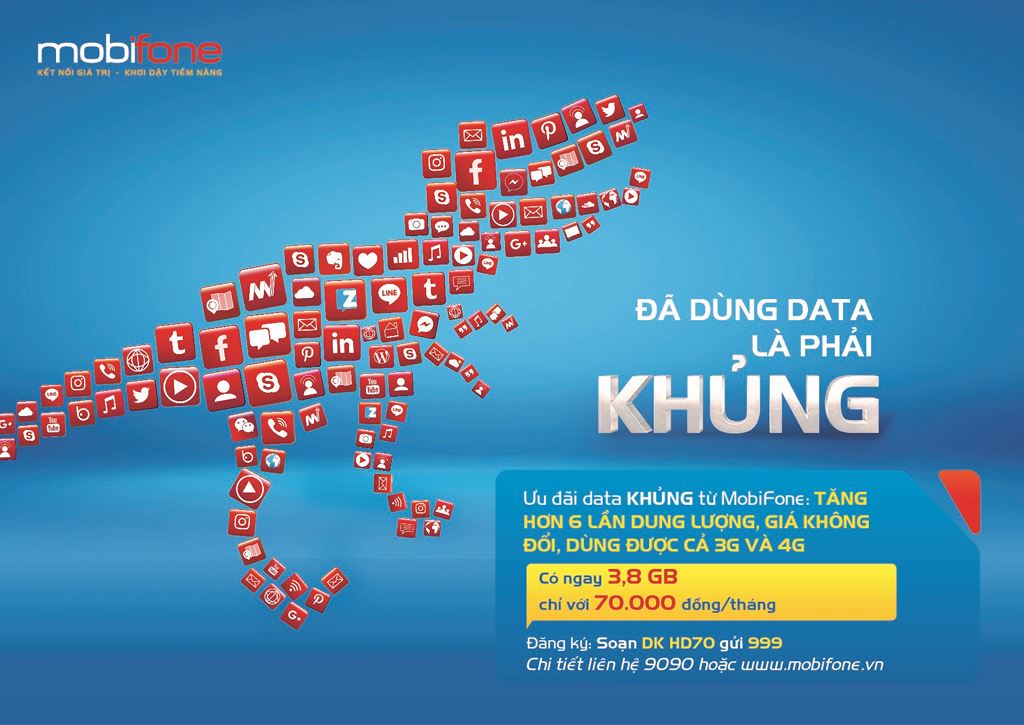 mobifone
KẾT NỐI GIÁ TRỊ - KHƠI DẬY TIỀM NĂNG
ĐÃ DÙNG DATA
LÀ PHẢI
KHỦNG
Ưu đãi data KHỦNG từ MobiFone: TĂNG
HƠN 6 LẦN DUNG LƯỢNG, GIÁ KHÔNG
ĐỔI, DÙNG ĐƯỢC CẢ 3G VÀ 4G
Có ngay 3,8 GB
chỉ với 70.000 đồng/tháng
Đăng ký: Soạn DK HD70 gửi 999
Chi tiết liên hệ 9090 hoặc www.mobifone.vn